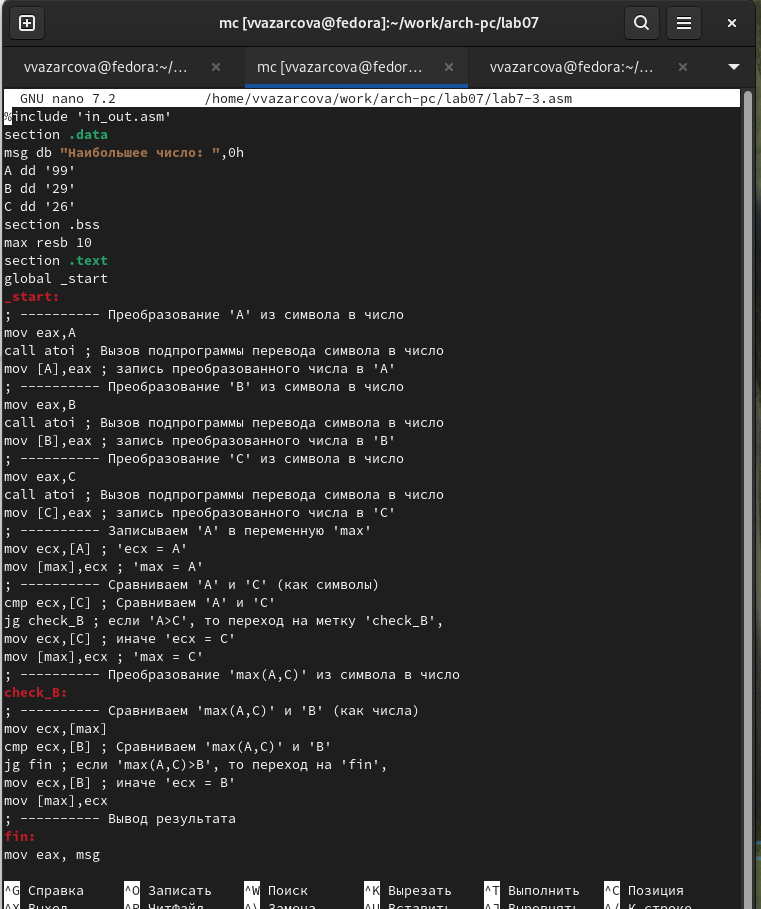 mc [vvazarcova@fedora]:~/work/arch-pc/lab07
vvazarcova@fedora:~/... × mc [vvazarcova@fedor... × vvazarcova@fedora:~/... ×
GNU nano 7.2 /home/vvazarcova/work/arch-pc/lab07/lab7-3.asm
%include 'in_out.asm'
section .data
msg db "Наибольшее число: ",0h
A dd '99'
B dd '29'
C dd '26'
section .bss
max resb 10
section .text
global _start
_start:
; ---------- Преобразование 'A' из символа в число
mov eax,A
call atoi ; Вызов подпрограммы перевода символа в число
mov [A],eax ; запись преобразованного числа в 'A'
; ---------- Преобразование 'B' из символа в число
mov eax,B
call atoi ; Вызов подпрограммы перевода символа в число
mov [B],eax ; запись преобразованного числа в 'B'
; ---------- Преобразование 'C' из символа в число
mov eax,C
call atoi ; Вызов подпрограммы перевода символа в число
mov [C],eax ; запись преобразованного числа в 'C'
; ---------- Записываем 'A' в переменную 'max'
mov ecx,[A] ; 'ecx = A'
mov [max],ecx ; 'max = A'
; ---------- Сравниваем 'A' и 'С' (как символы)
cmp ecx,[C] ; Сравниваем 'A' и 'С'
jg check_B ; если 'A>C', то переход на метку 'check_B',
mov ecx,[C] ; иначе 'ecx = C'
mov [max],ecx ; 'max = C'
; ---------- Преобразование 'max(A,C)' из символа в число
check_B:
; ---------- Сравниваем 'max(A,C)' и 'B' (как числа)
mov ecx,[max]
cmp ecx,[B] ; Сравниваем 'max(A,C)' и 'B'
jg fin ; если 'max(A,C)>B', то переход на 'fin',
mov ecx,[B] ; иначе 'ecx = B'
mov [max],ecx
; ---------- Вывод результата
fin:
mov eax, msg
^G Справка ^O Записать ^W Поиск ^K Вырезать ^T Выполнить ^C Позиция
^X Выход ^R ЧитФайл ^\ Замена ^U Вставить ^J Выровнять ^/ К строке